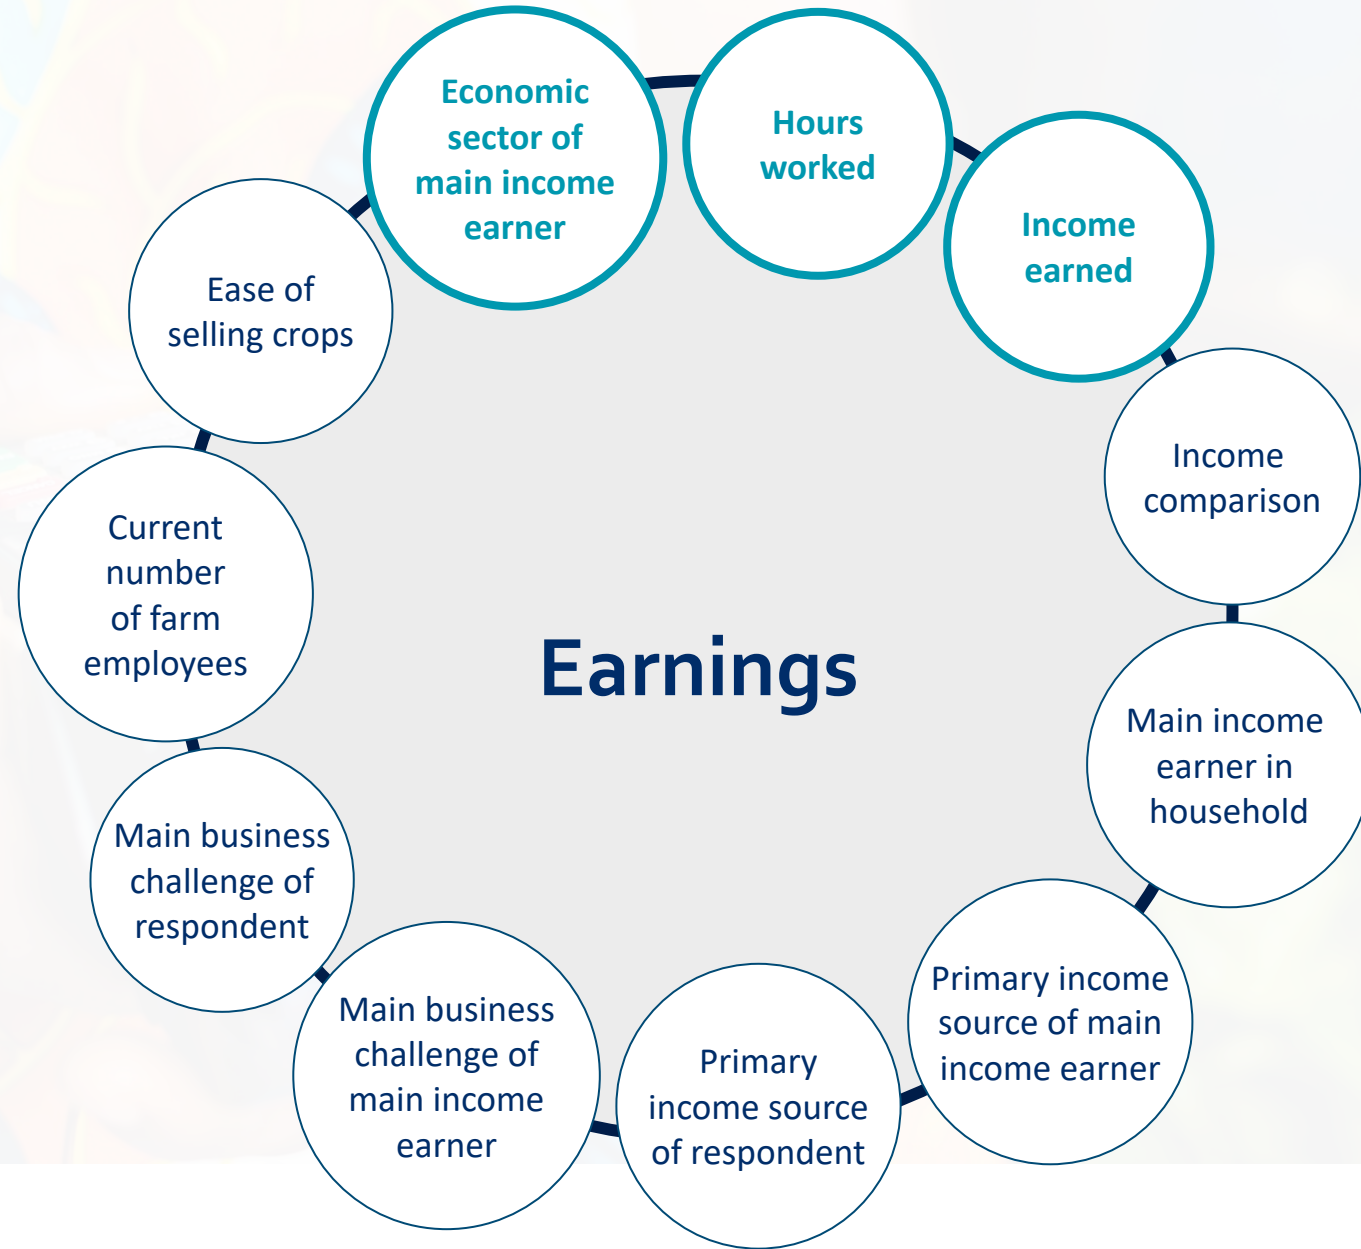 Economic
sector of
main income
earner
Hours
worked
Income
earned
Income
comparison
Main income
earner in
household
Primary income
source of main
income earner
Primary
income source
of respondent
Main business
challenge of
main income
earner
Main business
challenge of
respondent
Current
number
of farm
employees
Ease of
selling crops
Earnings